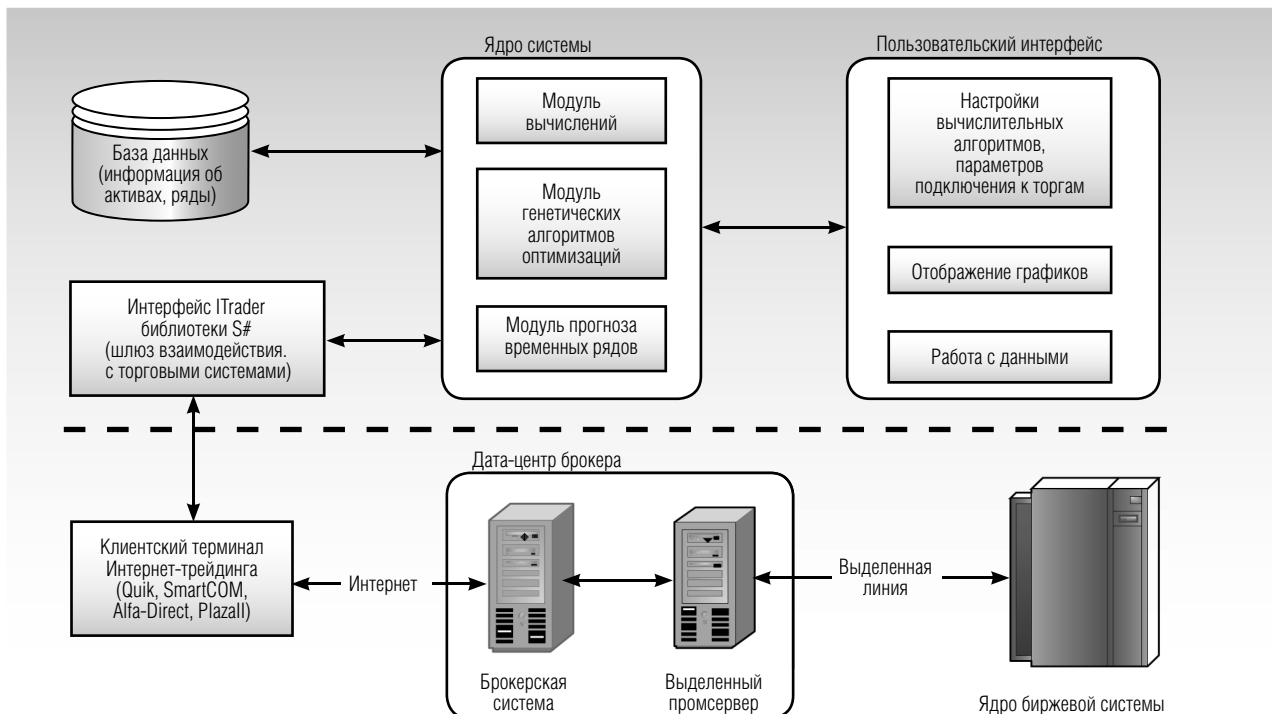 Ядро системы
Пользовательский интерфейс
База данных
(информация об
активах, ряды)
Модуль
вычислений
Модуль
генетических
алгоритмов
оптимизаций
Модуль прогноза
временных рядов
Настройки
вычислительных
алгоритмов,
параметров
подключения к торгам
Отображение графиков
Работа с данными
Интерфейс ITrader
библиотеки S#
(шлюз взаимодействия.
с торговыми системами)
Дата-центр брокера
Клиентский терминал
Интернет-трейдинга
(Quik, SmartCOM,
Alfa-Direct, PlazaII)
Интернет
Выделенная
линия
Брокерская
система
Выделенный
промсервер
Ядро биржевой системы